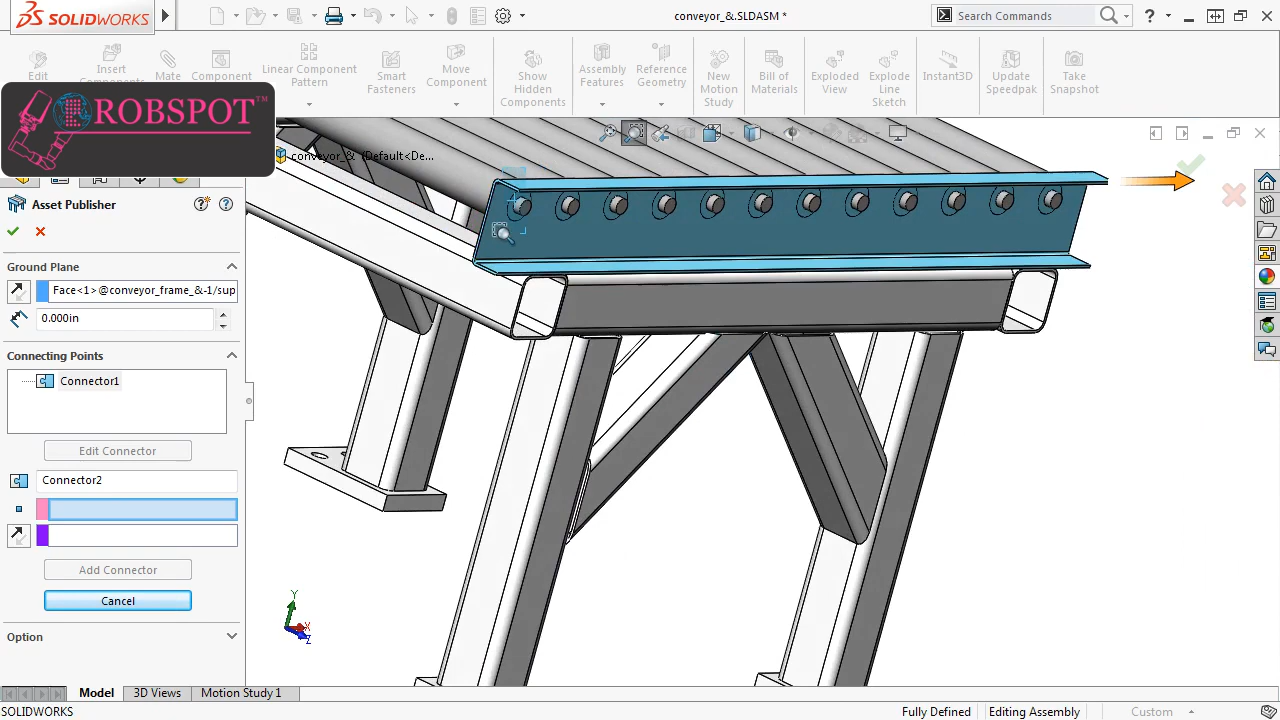 SOLIDWORKS
conveyor_&.SLDASM *
Search Commands
Edit
Insert
Components
Mate
Component
Linear Component
Pattern
Smart
Fasteners
Move
Component
Show
Hidden
Components
Assembly
Features
Reference
Geometry
New
Motion
Study
Bill of
Materials
Exploded
View
Explode
Line
Sketch
Instant3D
Update
Speedpak
Take
Snapshot
ROBSPOT™
conveyor_& (Default<De...
Asset Publisher
Ground Plane
Face<1>@conveyor_frame_&-1/sup
0.000in
Connecting Points
Connector1
Edit Connector
Connector2
Add Connector
Cancel
Option
Y
X
Z
Model
3D Views
Motion Study 1
SOLIDWORKS
Fully Defined
Editing Assembly
Custom